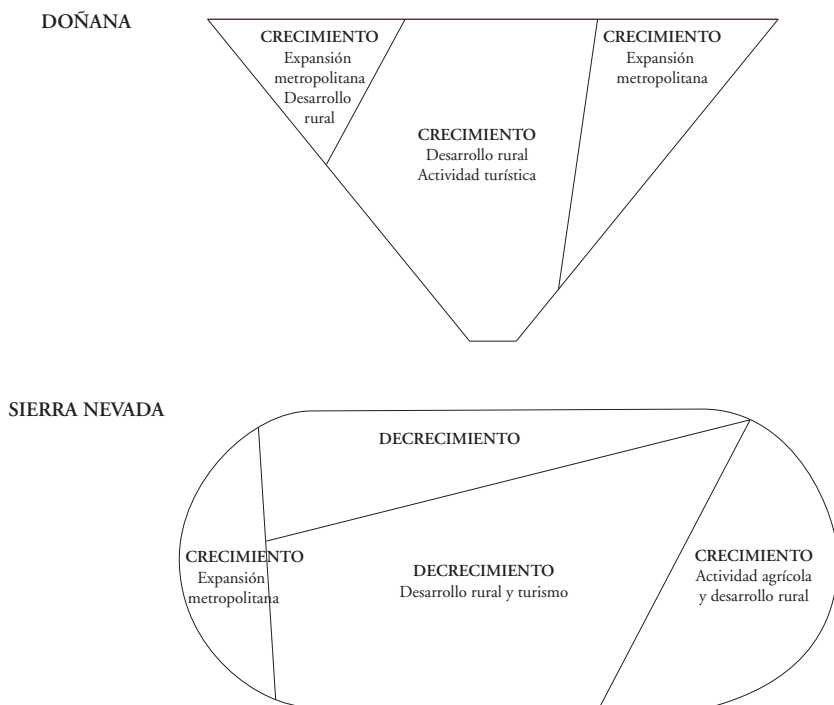 DOÑANA
CRECIMIENTO
Expansión
metropolitana
Desarrollo
rural
CRECIMIENTO
Desarrollo rural
Actividad turística
CRECIMIENTO
Expansión
metropolitana
SIERRA NEVADA
DECRECIMIENTO
CRECIMIENTO
Expansión
metropolitana
DECRECIMIENTO
Desarrollo rural y turismo
CRECIMIENTO
Actividad agrícola
y desarrollo rural